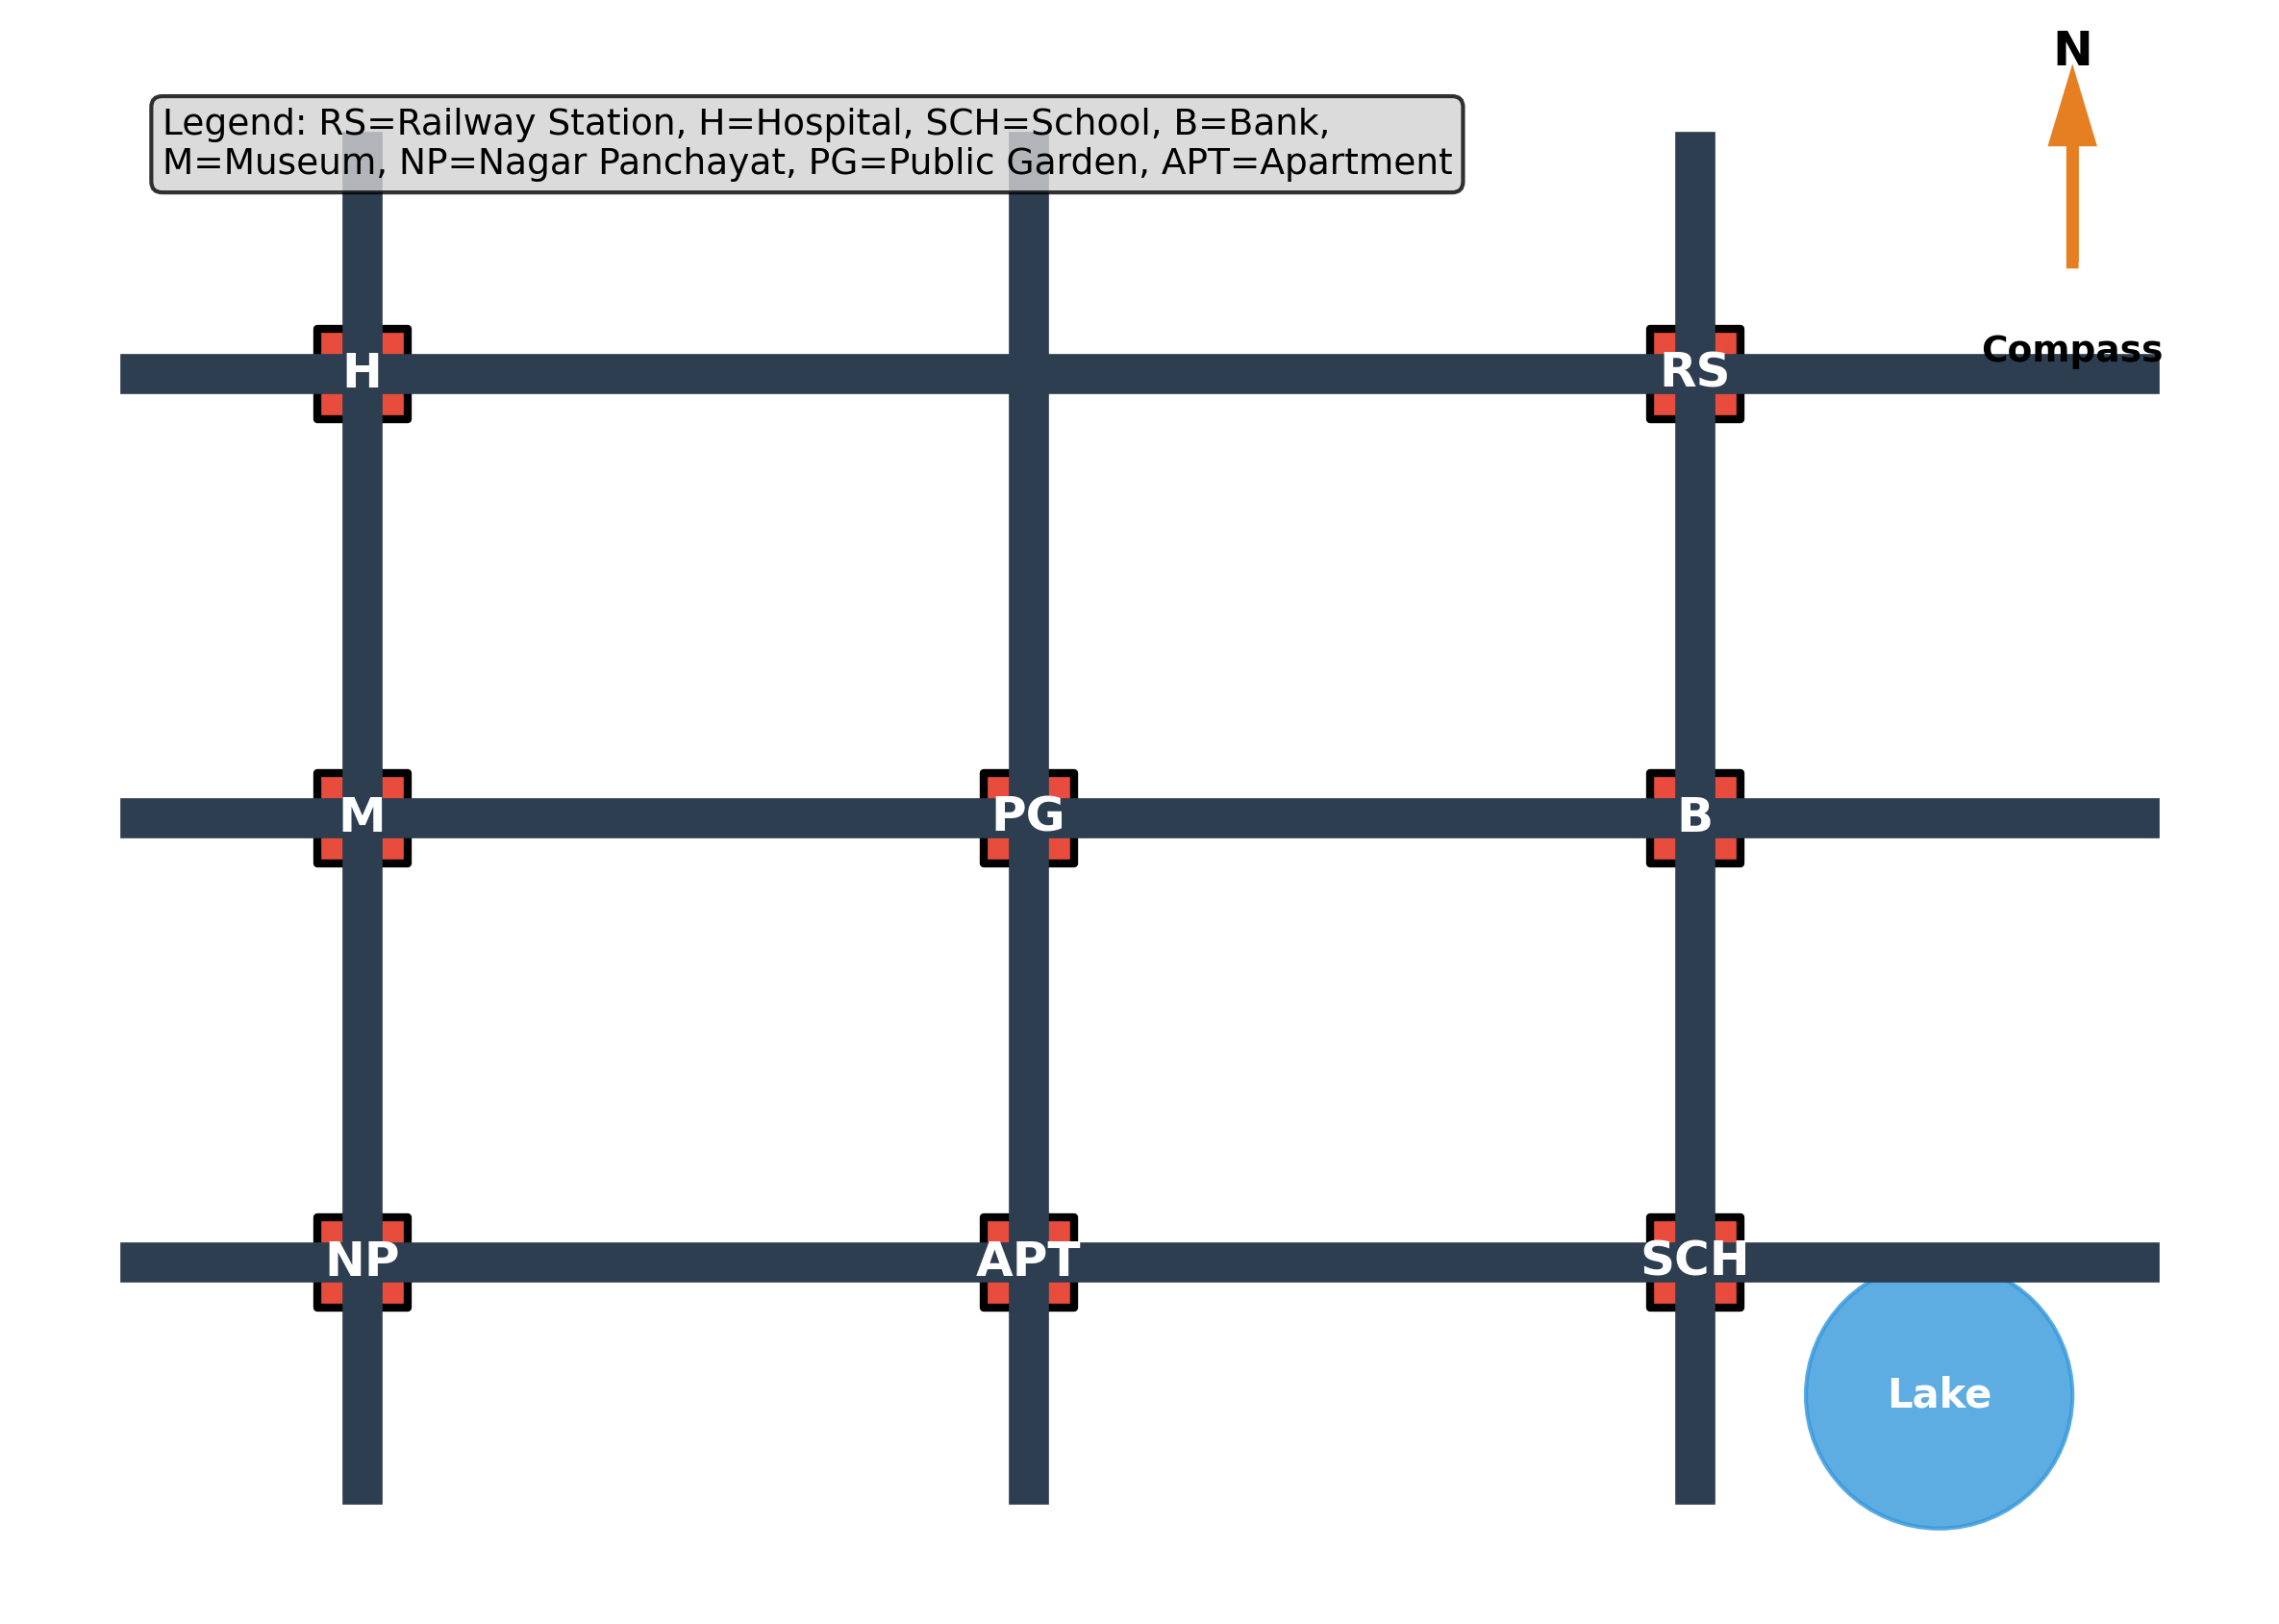 N
Legend: RS=Railway Station, H=Hospital, SCH=School, B=Bank,
M=Museum, NP=Nagar Panchayat, PG=Public Garden, APT=Apartment
Compass
H
RS
M
PG
B
NP
APT
SCH
Lake